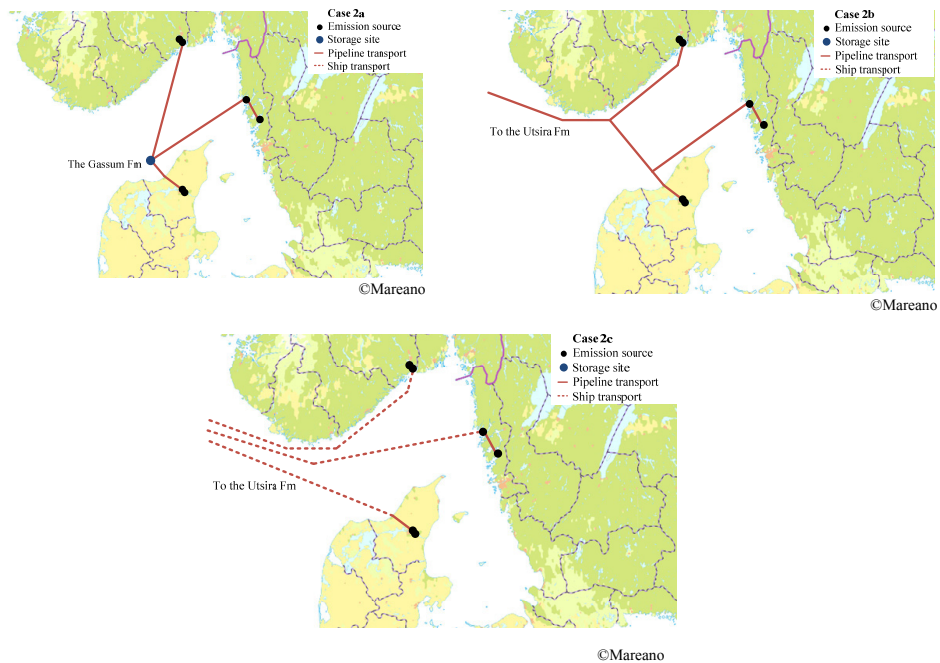 Case 2a
Emission source
Storage site
Pipeline transport
Ship transport
The Gassum Fm
©Mareano
Case 2b
Emission source
Storage site
Pipeline transport
Ship transport
To the Utsira Fm
©Mareano
Case 2c
Emission source
Storage site
Pipeline transport
Ship transport
To the Utsira Fm
©Mareano